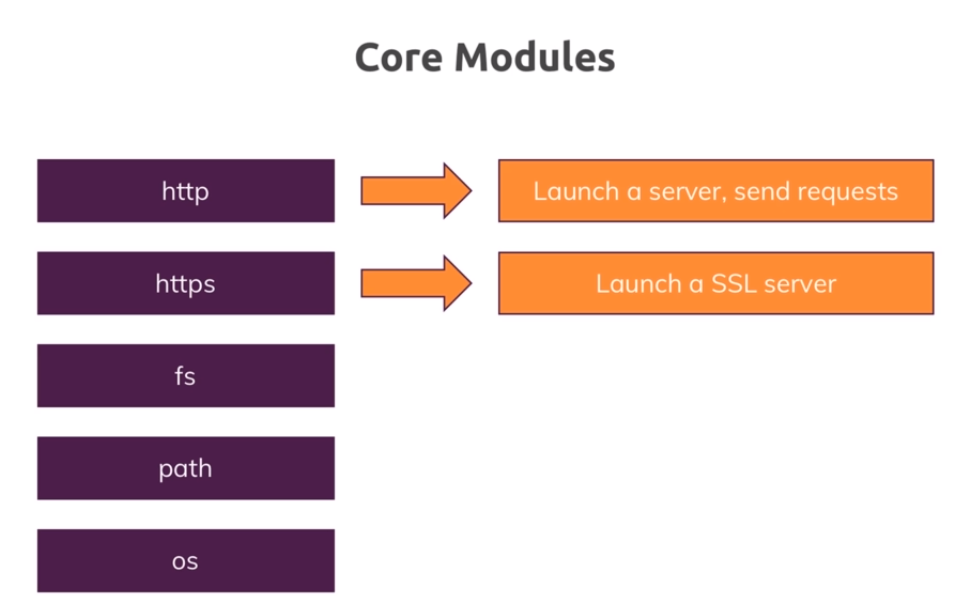 Core Modules
http
Launch a server, send requests
https
Launch a SSL server
fs
path
os